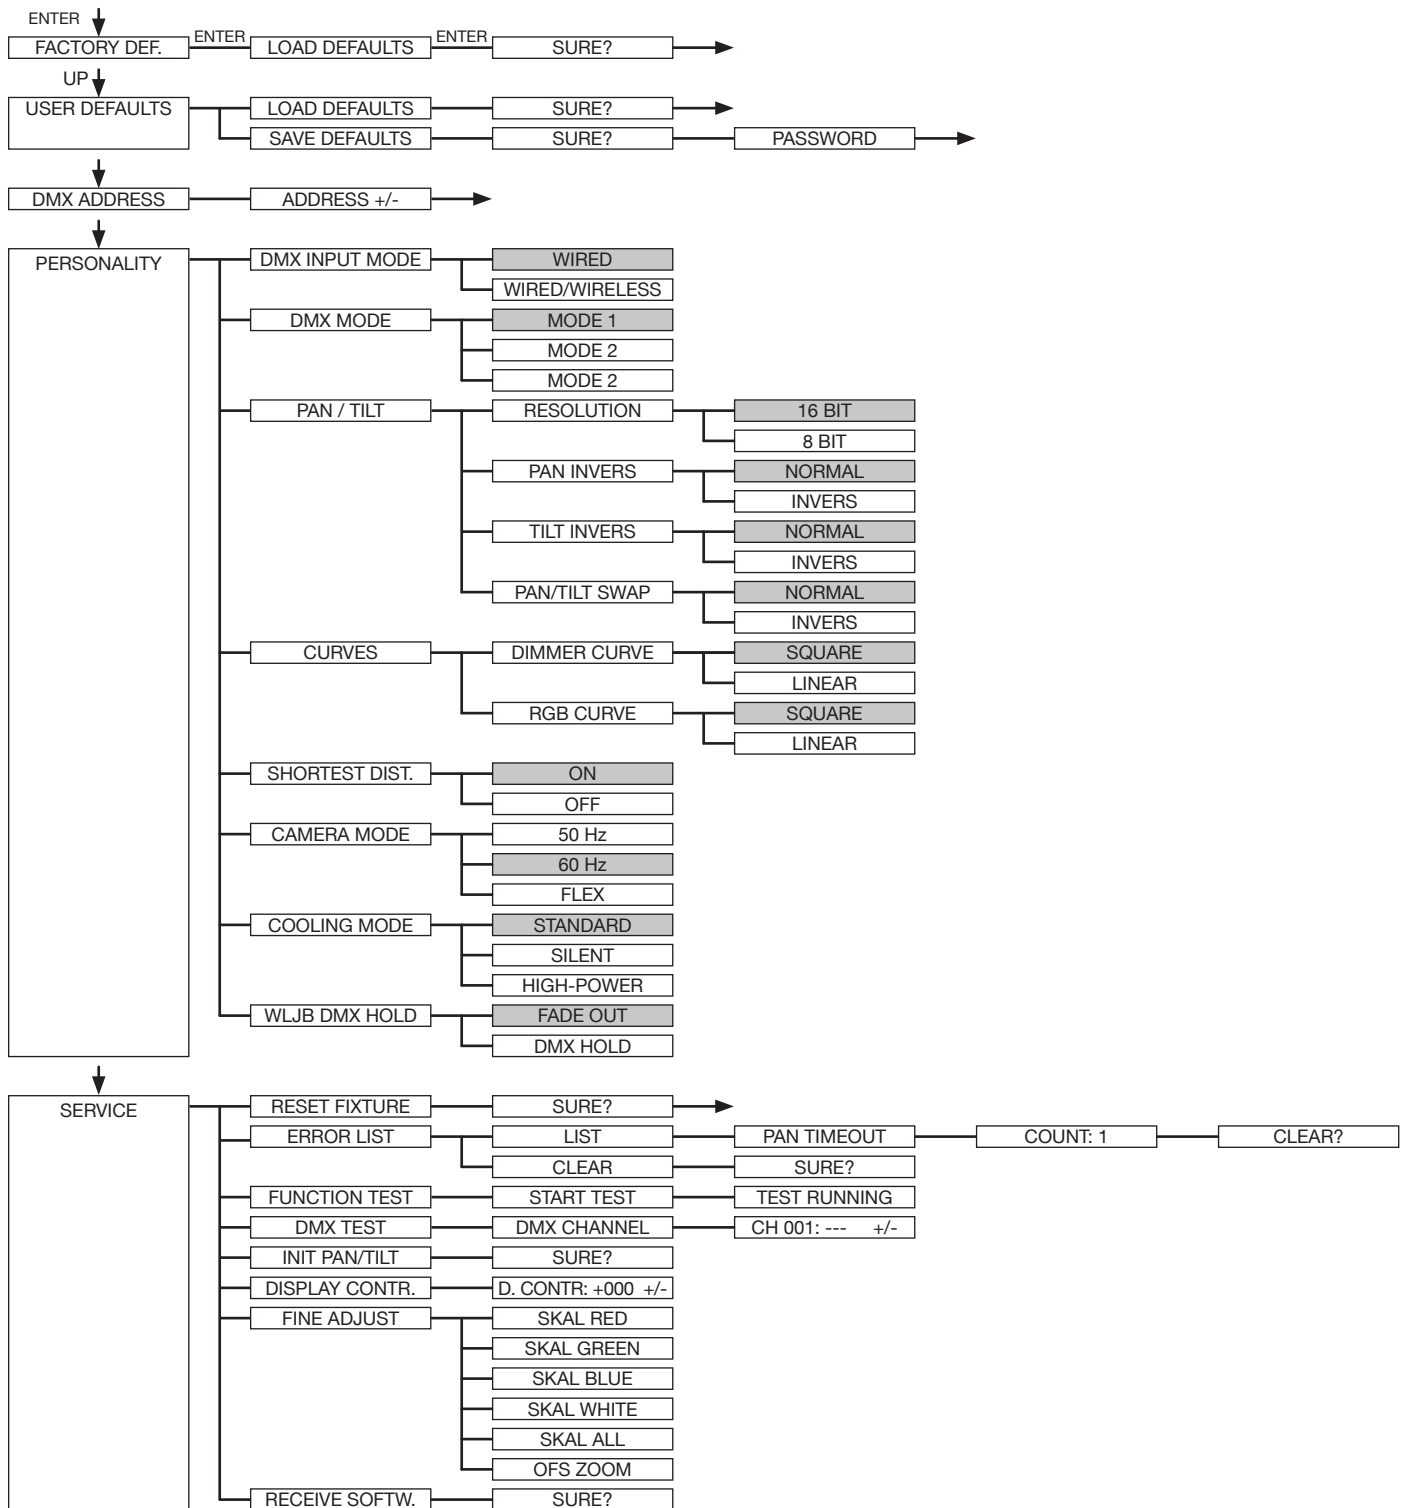 ENTER
FACTORY DEF. ENTER LOAD DEFAULTS ENTER SURE?
UP
USER DEFAULTS LOAD DEFAULTS SURE?
SAVE DEFAULTS SURE? PASSWORD
DMX ADDRESS ADDRESS +/-
PERSONALITY DMX INPUT MODE WIRED
WIRED/WIRELESS
DMX MODE MODE 1
MODE 2
MODE 2
PAN / TILT RESOLUTION 16 BIT
8 BIT
PAN INVERS NORMAL
INVERS
TILT INVERS NORMAL
INVERS
PAN/TILT SWAP NORMAL
INVERS
CURVES DIMMER CURVE SQUARE
LINEAR
RGB CURVE SQUARE
LINEAR
SHORTEST DIST. ON
OFF
CAMERA MODE 50 Hz
60 Hz
FLEX
COOLING MODE STANDARD
SILENT
HIGH-POWER
WLJB DMX HOLD FADE OUT
DMX HOLD
SERVICE RESET FIXTURE SURE?
ERROR LIST LIST PAN TIMEOUT COUNT: 1 CLEAR?
CLEAR SURE?
FUNCTION TEST START TEST TEST RUNNING
DMX TEST DMX CHANNEL CH 001: --- +/-
INIT PAN/TILT SURE?
DISPLAY CONTR. D. CONTR: +000 +/-
FINE ADJUST SKAL RED
SKAL GREEN
SKAL BLUE
SKAL WHITE
SKAL ALL
OFS ZOOM
RECEIVE SOFTW. SURE?